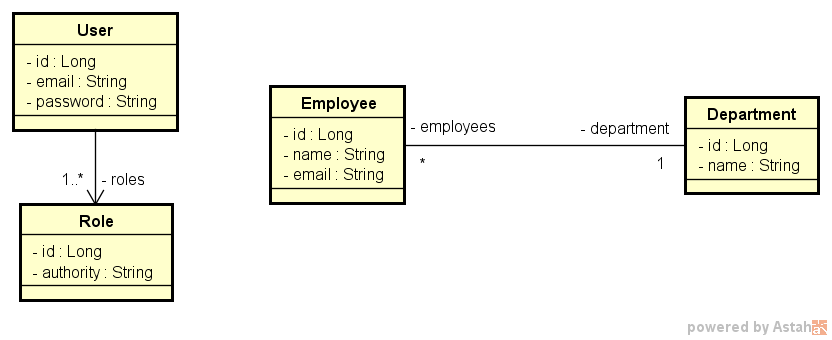 User
- id : Long
- email : String
- password : String
1..*
- roles
Role
- id : Long
- authority : String
Employee
- id : Long
- name : String
- email : String
- employees
*
- department
1
Department
- id : Long
- name : String
powered by Astah